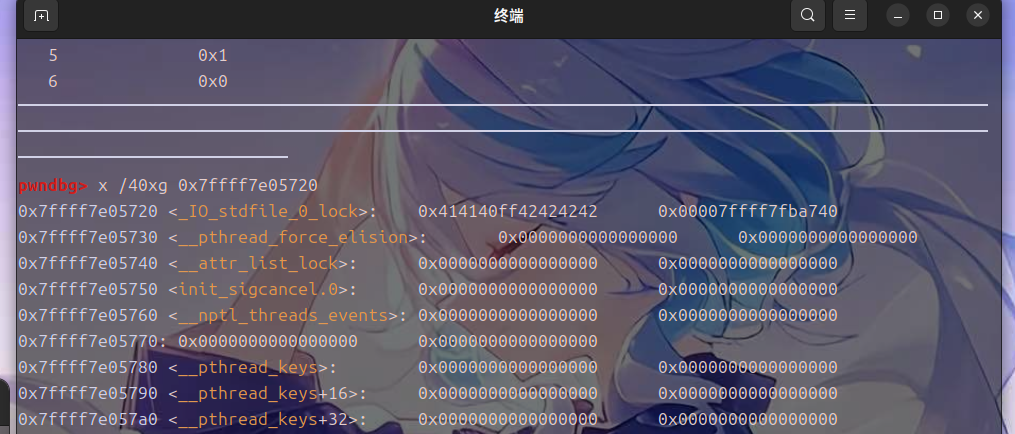 终端
5 0x1
6 0x0
pwndbg> x /40xg 0x7ffff7e05720
0x7ffff7e05720 <_IO_stdfile_0_lock>: 0x414140ff42424242 0x00007ffff7fba740
0x7ffff7e05730 <__pthread_force_elision>: 0x0000000000000000 0x0000000000000000
0x7ffff7e05740 <__attr_list_lock>: 0x0000000000000000 0x0000000000000000
0x7ffff7e05750 <init_sigcancel.0>: 0x0000000000000000 0x0000000000000000
0x7ffff7e05760 <__nptl_threads_events>: 0x0000000000000000 0x0000000000000000
0x7ffff7e05770: 0x0000000000000000 0x0000000000000000
0x7ffff7e05780 <__pthread_keys>: 0x0000000000000000 0x0000000000000000
0x7ffff7e05790 <__pthread_keys+16>: 0x0000000000000000 0x0000000000000000
0x7ffff7e057a0 <__pthread_keys+32>: 0x0000000000000000 0x0000000000000000